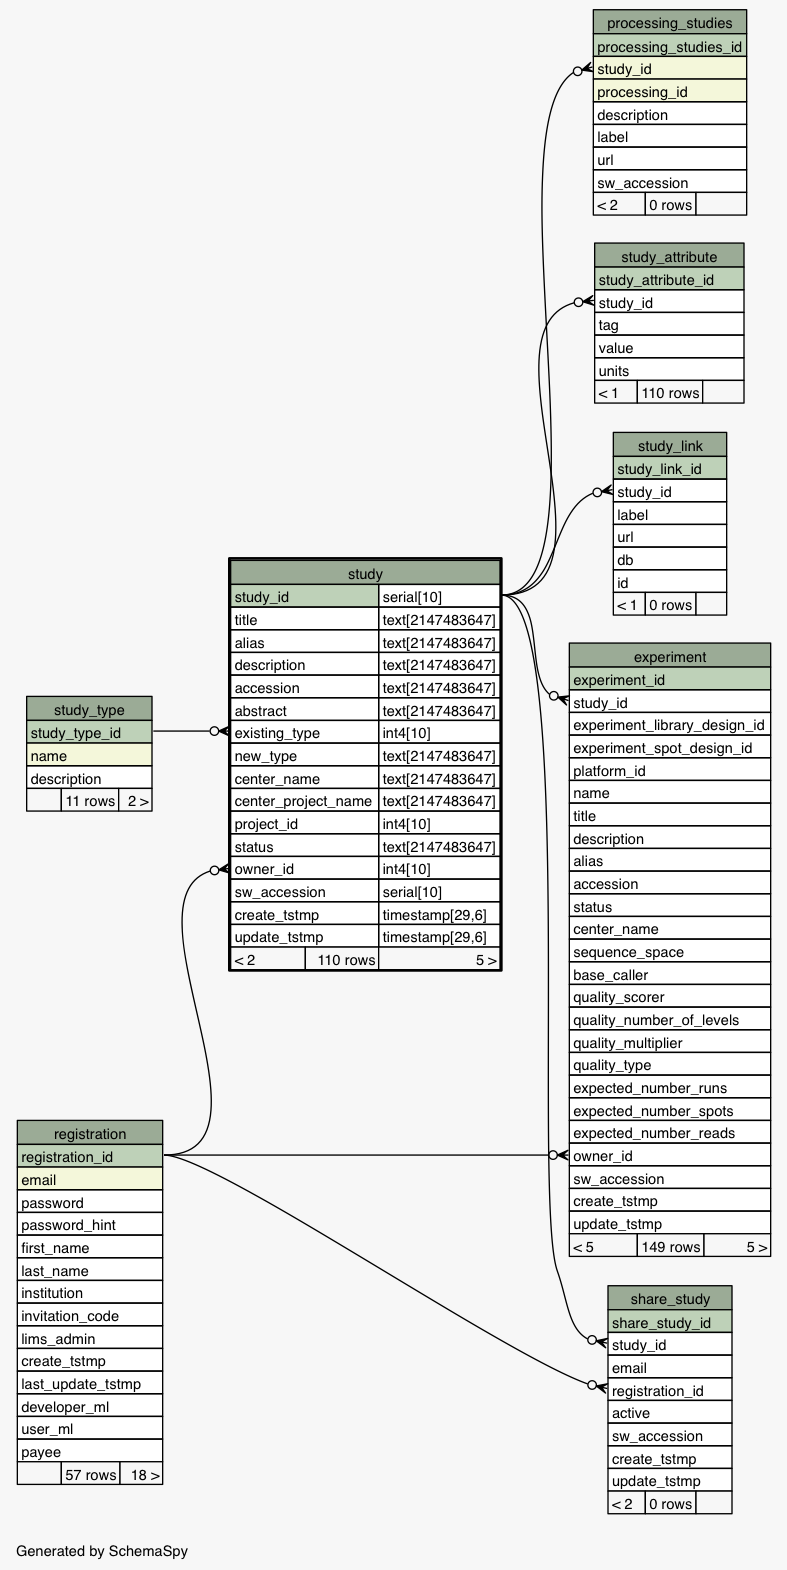 processing_studies
processing_studies_id
study_id
processing_id
description
label
url
sw_accession
< 2 0 rows
study_attribute
study_attribute_id
study_id
tag
value
units
< 1 110 rows
study_link
study_link_id
study_id
label
url
db
id
< 1 0 rows
study
study_id serial[10]
title text[2147483647]
alias text[2147483647]
description text[2147483647]
accession text[2147483647]
abstract text[2147483647]
existing_type int4[10]
new_type text[2147483647]
center_name text[2147483647]
center_project_name text[2147483647]
project_id int4[10]
status text[2147483647]
owner_id int4[10]
sw_accession serial[10]
create_tstmp timestamp[29,6]
update_tstmp timestamp[29,6]
< 2 110 rows 5 >
study_type
study_type_id
name
description
11 rows 2 >
experiment
experiment_id
study_id
experiment_library_design_id
experiment_spot_design_id
platform_id
name
title
description
alias
accession
status
center_name
sequence_space
base_caller
quality_scorer
quality_number_of_levels
quality_multiplier
quality_type
expected_number_runs
expected_number_spots
expected_number_reads
owner_id
sw_accession
create_tstmp
update_tstmp
< 5 149 rows 5 >
registration
registration_id
email
password
password_hint
first_name
last_name
institution
invitation_code
lims_admin
create_tstmp
last_update_tstmp
developer_ml
user_ml
payee
57 rows 18 >
share_study
share_study_id
study_id
email
registration_id
active
sw_accession
create_tstmp
update_tstmp
< 2 0 rows
Generated by SchemaSpy